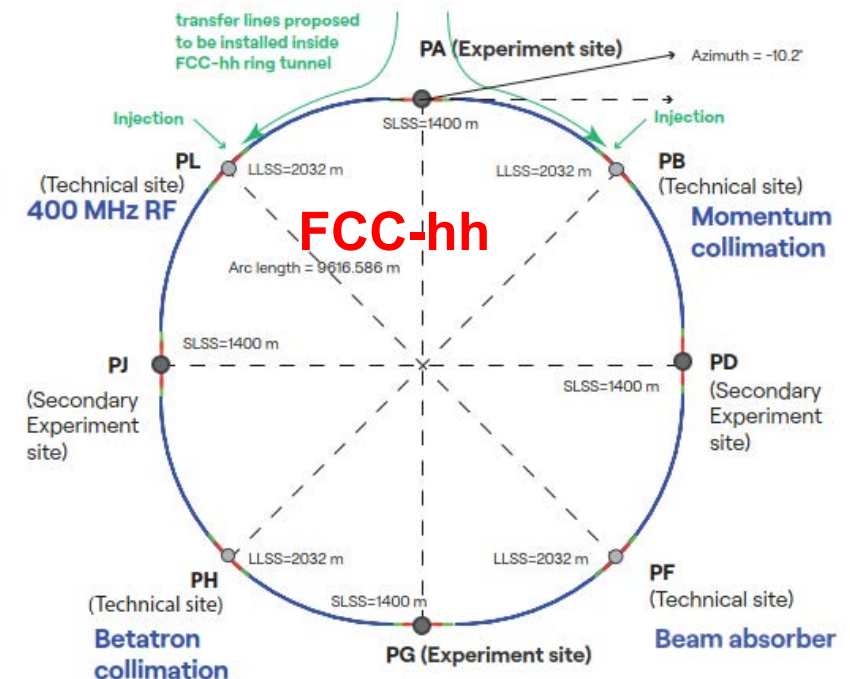 transfer lines proposed
to be installed inside
FCC-hh ring tunnel
PA (Experiment site)
Azimuth = -10.2°
SLSS=1400 m
Injection
Injection
PL
(Technical site)
400 MHz RF
LLSS=2032 m
LLSS=2032 m
PB
(Technical site)
Momentum
collimation
FCC-hh
Arc length = 9616.586 m
PJ
(Secondary
Experiment
site)
SLSS=1400 m
SLSS=1400 m
PD
(Secondary
Experiment
site)
PH
(Technical site)
Betatron
collimation
LLSS=2032 m
LLSS=2032 m
PF
(Technical site)
Beam absorber
SLSS=1400 m
PG (Experiment site)